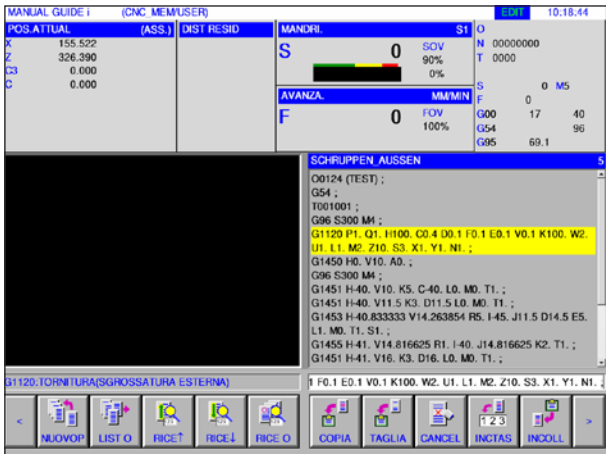 MANUAL GUIDE i (CNC_MEM/USER) EDIT 10:18:44
POS.ATTUAL (ASS.) DIST RESID
X 155.522
Z 326.390
C3 0.000
C 0.000
MANDRI. S1
S 0 SOV
90%
0%
AVANZA. MM/MIN
F 0 FOV
100%
O
N 00000000
T 0000
S 0 M5
F 0
G00 17 40
G54 96
G95 69.1
SCHRUPPEN_AUSSEN 5
O0124 (TEST) ;
G54 ;
T001001 ;
G96 S300 M4 ;
G1120 P1. Q1. H100. C0.4 D0.1 F0.1 E0.1 V0.1 K100. W2.
U1. L1. M2. Z10. S3. X1. Y1. N1. ;
G1450 H0. V10. A0. ;
G96 S300 M4 ;
G1451 H-40. V10. K5. C-40. L0. M0. T1. ;
G1451 H-40. V11.5 K3. D11.5 L0. M0. T1. ;
G1453 H-40.833333 V14.263854 R5. I-45. J11.5 D14.5 E5.
L1. M0. T1. S1. ;
G1455 H-41. V14.816625 R1. I-40. J14.816625 K2. T1. ;
G1451 H-41. V16. K3. D16. L0. M0. T1. ;
G1120:TORNITURA(SGROSSATURA ESTERNA)
1 F0.1 E0.1 V0.1 K100. W2. U1. L1. M2. Z10. S3. X1. Y1. N1. ;
< NUOVOP LIST O RICE↑ RICE↓ RICE O COPIA TAGLIA CANCEL INCTAS INCOLL >